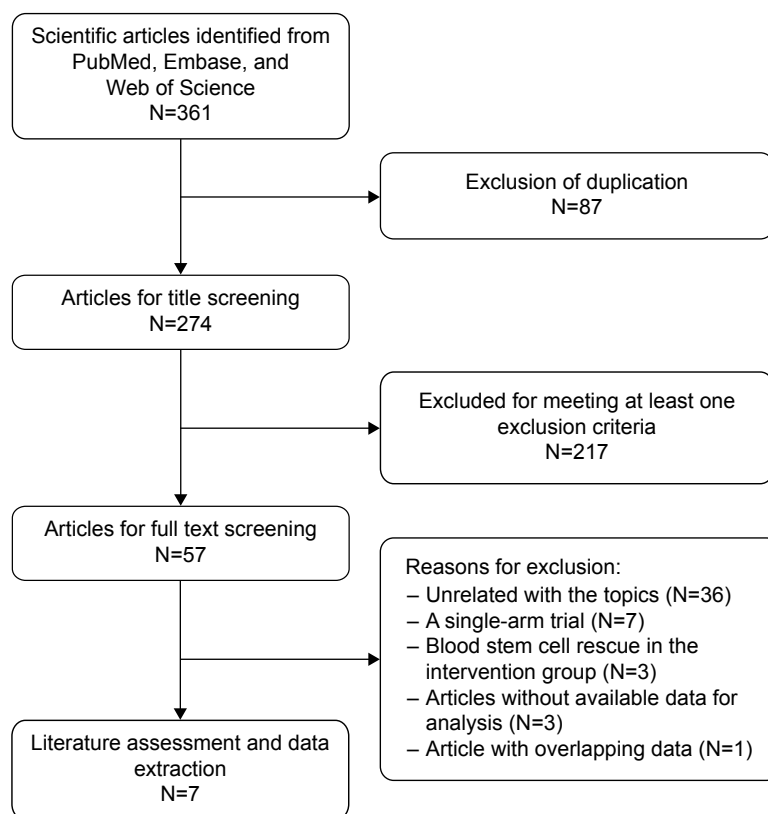 Scientific articles identified from
PubMed, Embase, and
Web of Science
N=361
Exclusion of duplication
N=87
Articles for title screening
N=274
Excluded for meeting at least one
exclusion criteria
N=217
Articles for full text screening
N=57
Reasons for exclusion:
– Unrelated with the topics (N=36)
– A single-arm trial (N=7)
– Blood stem cell rescue in the
intervention group (N=3)
– Articles without available data for
analysis (N=3)
– Article with overlapping data (N=1)
Literature assessment and data
extraction
N=7